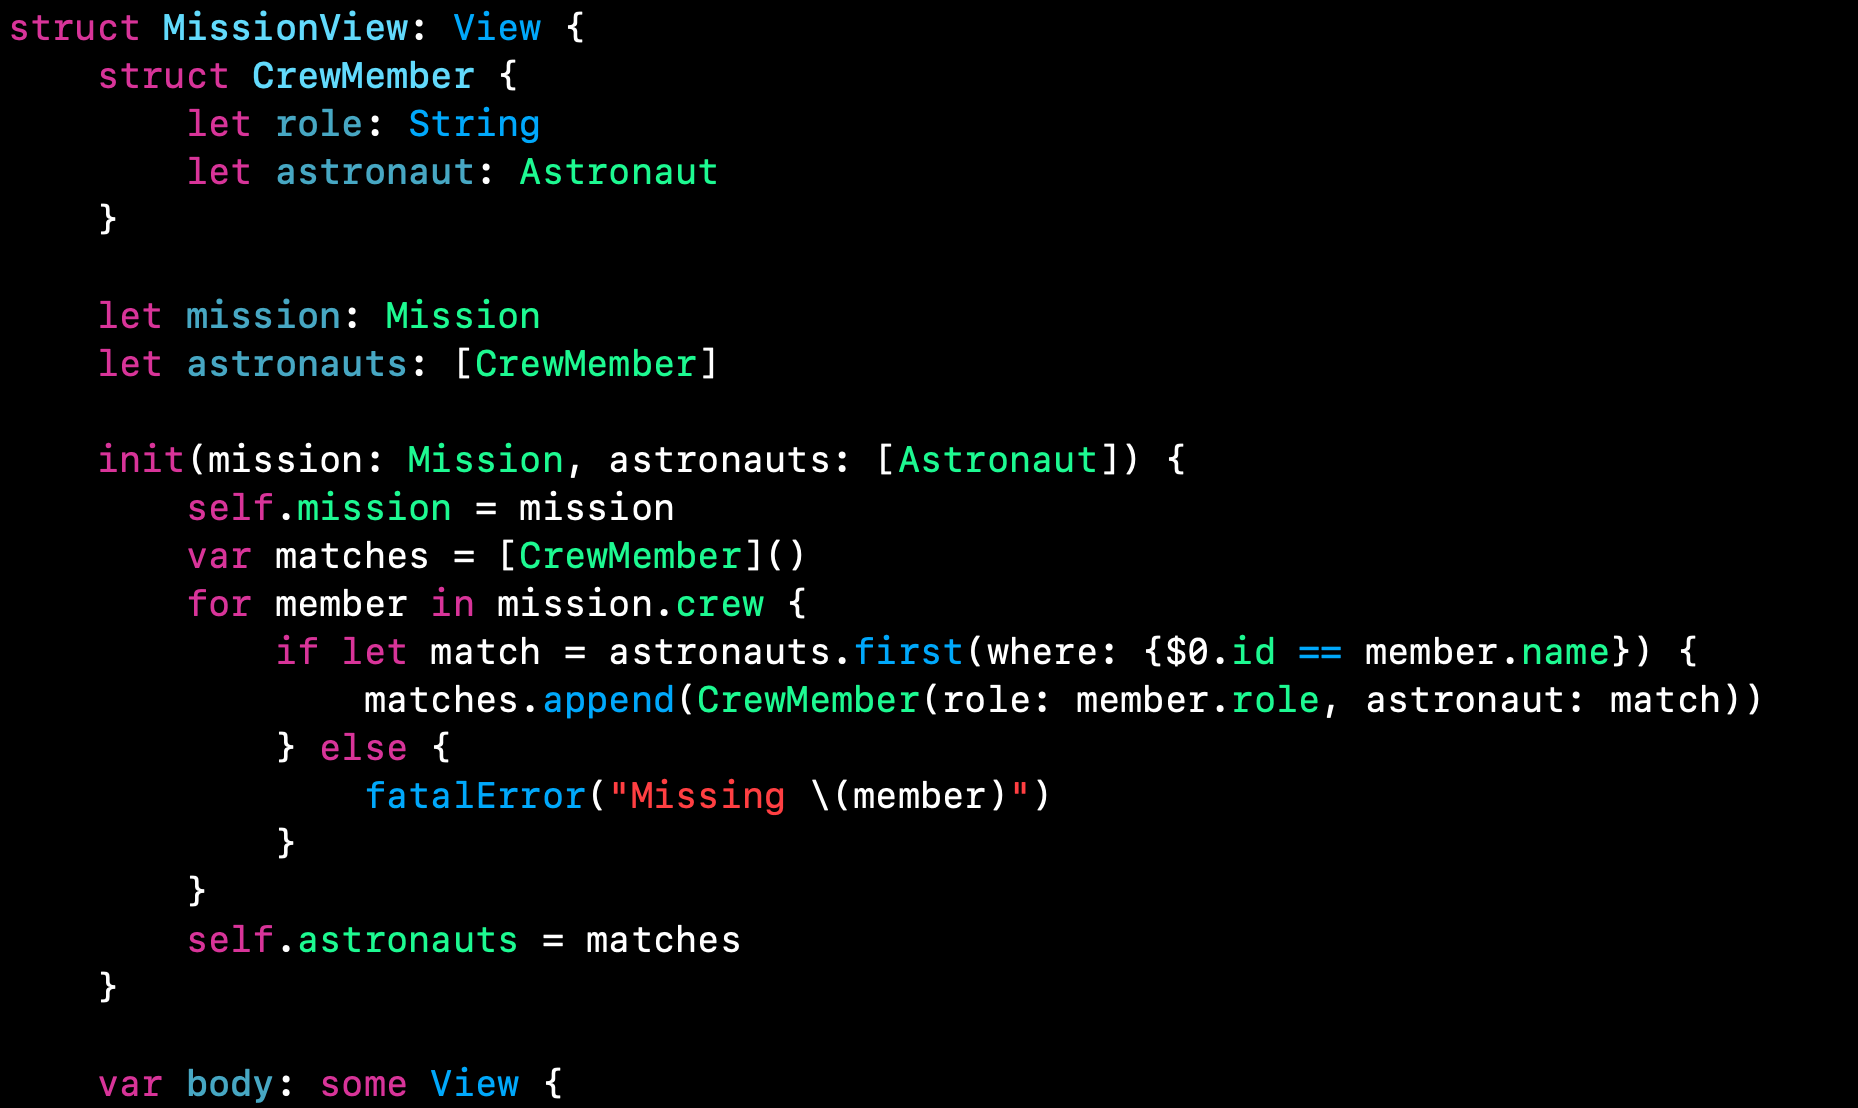 struct MissionView: View {
    struct CrewMember {
        let role: String
        let astronaut: Astronaut
    }

    let mission: Mission
    let astronauts: [CrewMember]

    init(mission: Mission, astronauts: [Astronaut]) {
        self.mission = mission
        var matches = [CrewMember]()
        for member in mission.crew {
            if let match = astronauts.first(where: {$0.id == member.name}) {
                matches.append(CrewMember(role: member.role, astronaut: match))
            } else {
                fatalError("Missing \(member)")
            }
        }
        self.astronauts = matches
    }

    var body: some View {